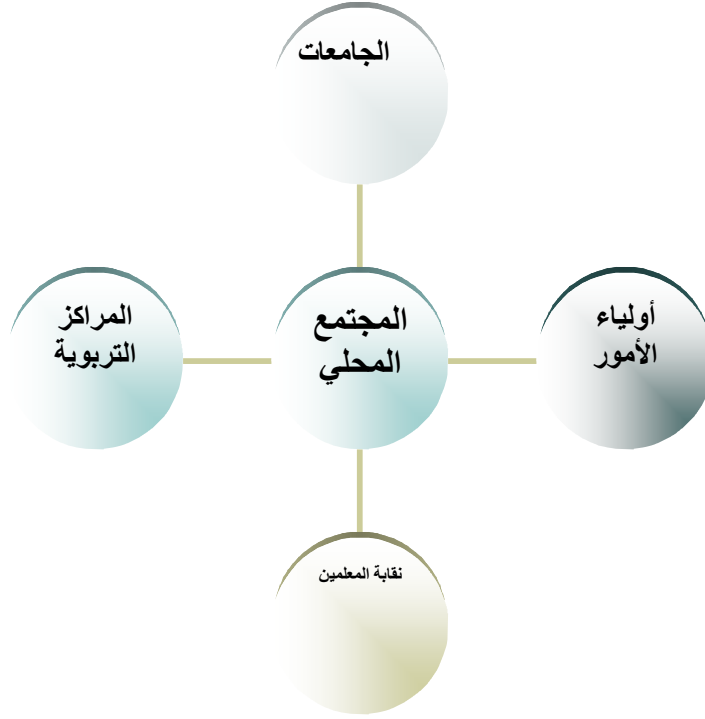 الجامعات
أولياء
الأمور
المجتمع
المحلي
المراكز
التربوية
نقابة المعلمين